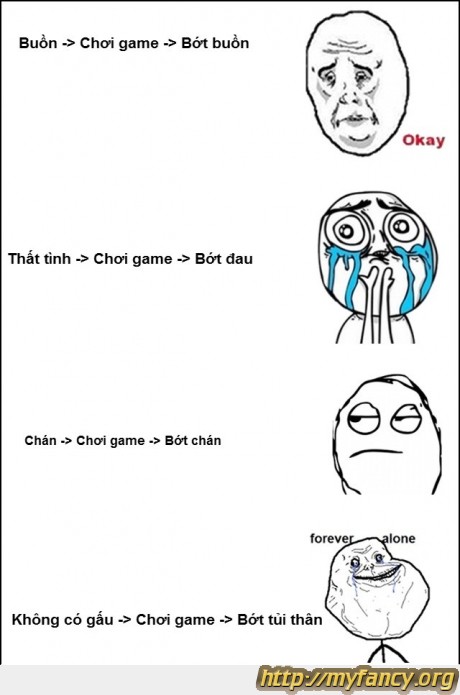 Buồn -> Chơi game -> Bớt buồn
Okay
Thất tình -> Chơi game -> Bớt đau
Chán -> Chơi game -> Bớt chán
forever alone
Không có gấu -> Chơi game -> Bớt tủi thân
http://myfancy.org